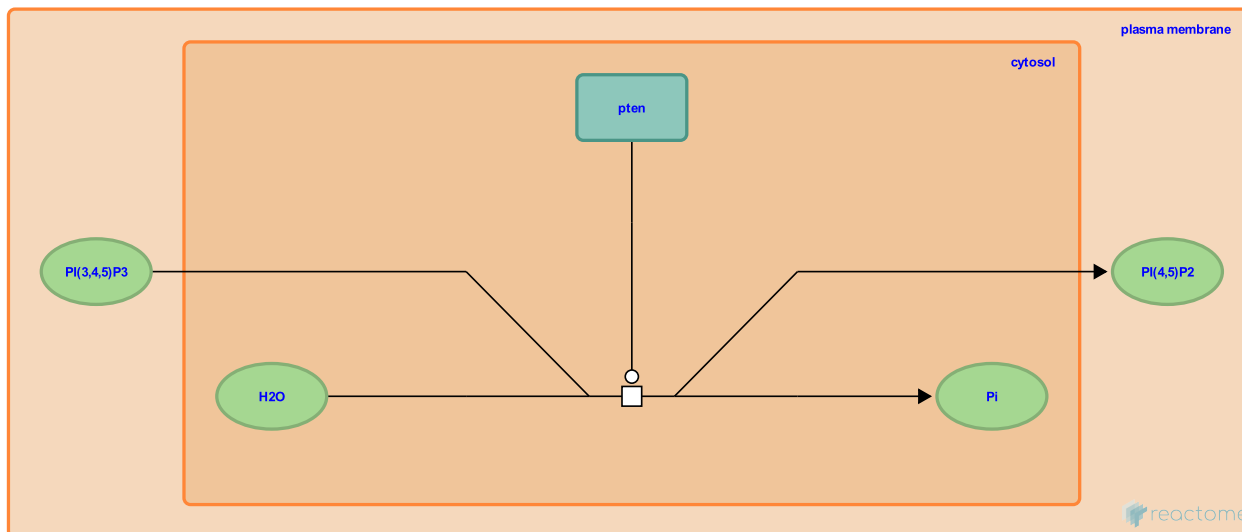 plasma membrane
cytosol
pten
PI(3,4,5)P3
PI(4,5)P2
H2O
Pi
reactome